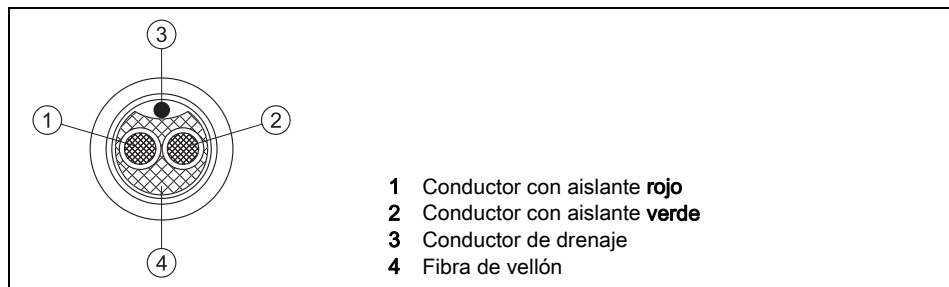 3
1
2
4
1 Conductor con aislante rojo
2 Conductor con aislante verde
3 Conductor de drenaje
4 Fibra de vellón